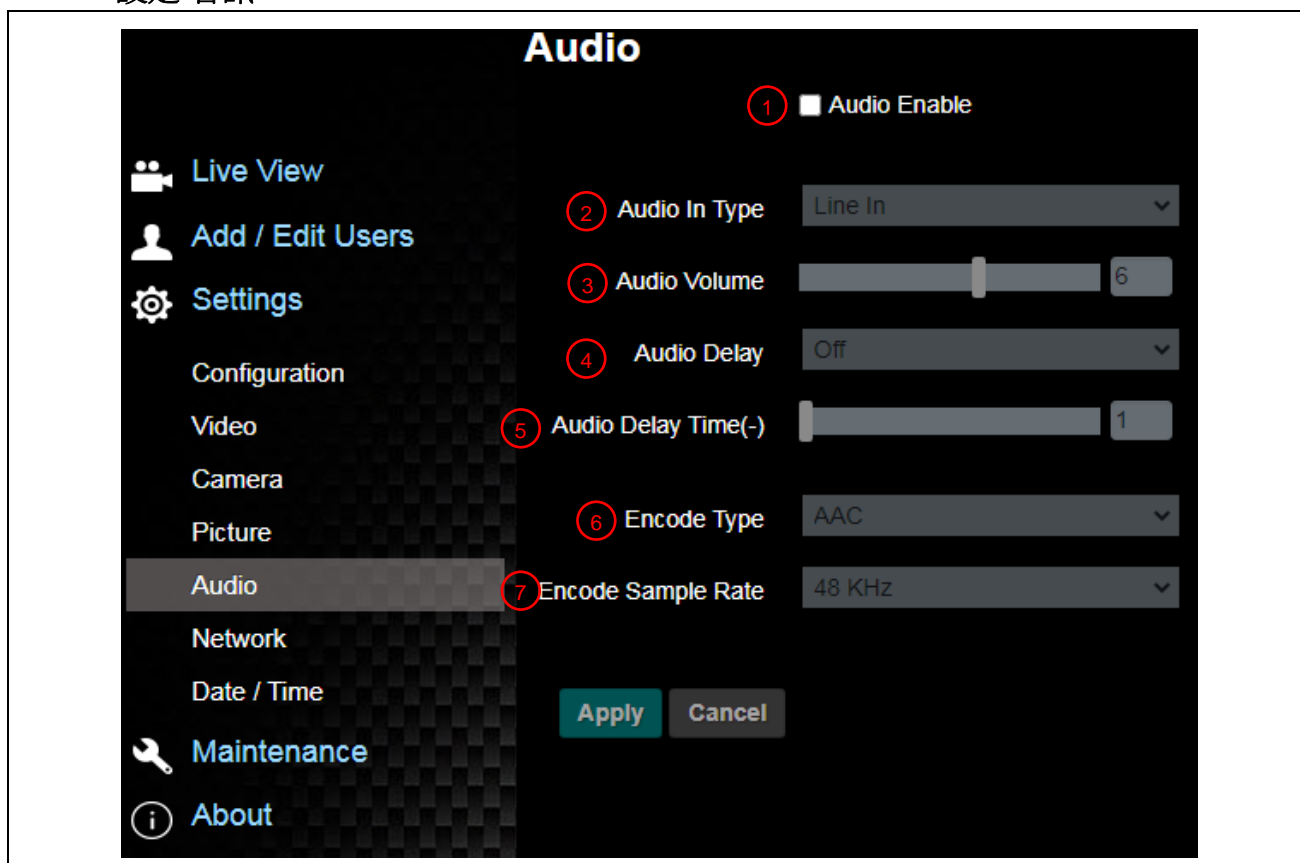 Audio
1 Audio Enable
Live View
Add / Edit Users
Settings
Configuration
Video
Camera
Picture
Audio
Network
Date / Time
Maintenance
About
2 Audio In Type Line In
3 Audio Volume 6
4 Audio Delay Off
5 Audio Delay Time(-) 1
6 Encode Type AAC
7 Encode Sample Rate 48 KHz
Apply Cancel